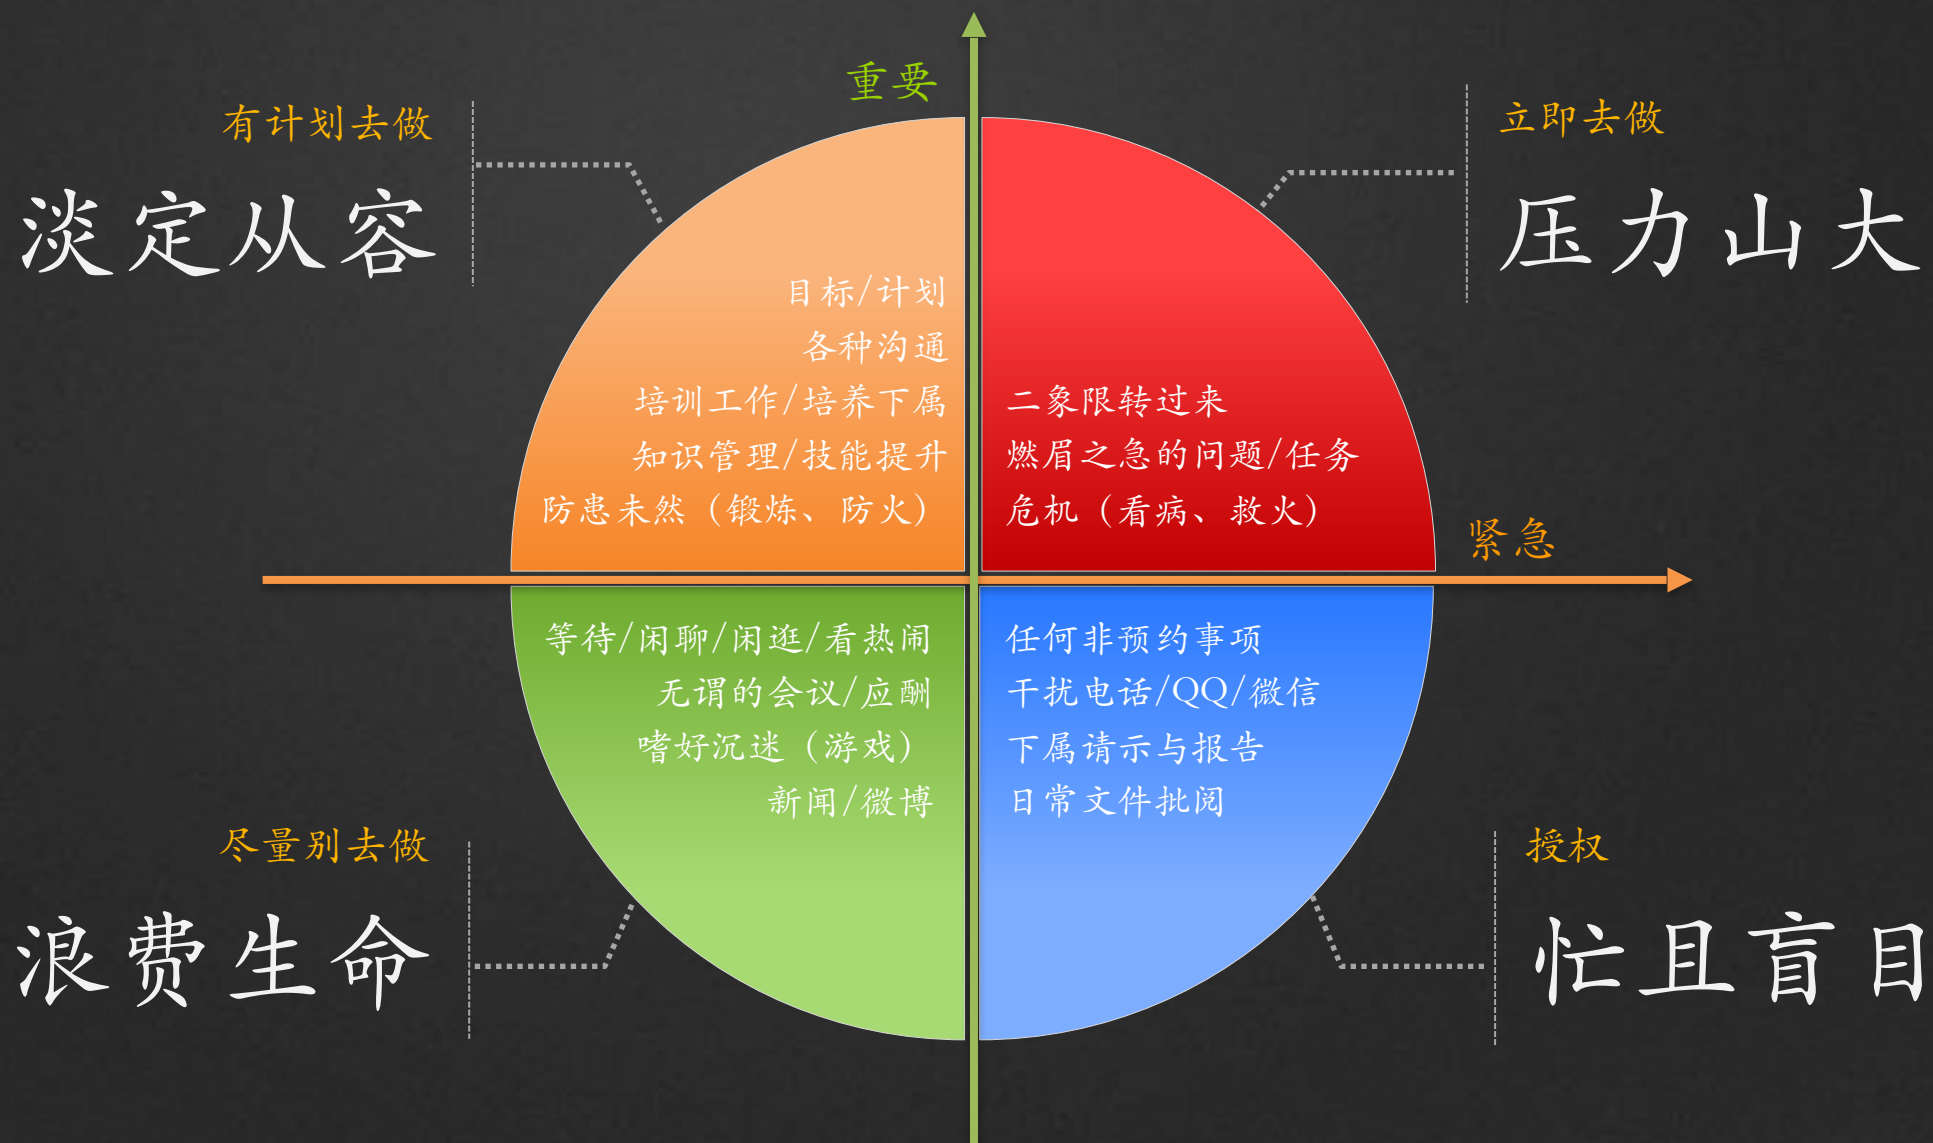 重要
有计划去做
淡定从容
目标/计划
各种沟通
培训工作/培养下属
知识管理/技能提升
防患未然（锻炼、防火）
立即去做
压力山大
二象限转过来
燃眉之急的问题/任务
危机（看病、救火）
紧急
等待/闲聊/闲逛/看热闹
无谓的会议/应酬
嗜好沉迷（游戏）
新闻/微博
尽量别去做
浪费生命
任何非预约事项
干扰电话/QQ/微信
下属请示与报告
日常文件批阅
授权
忙且盲目